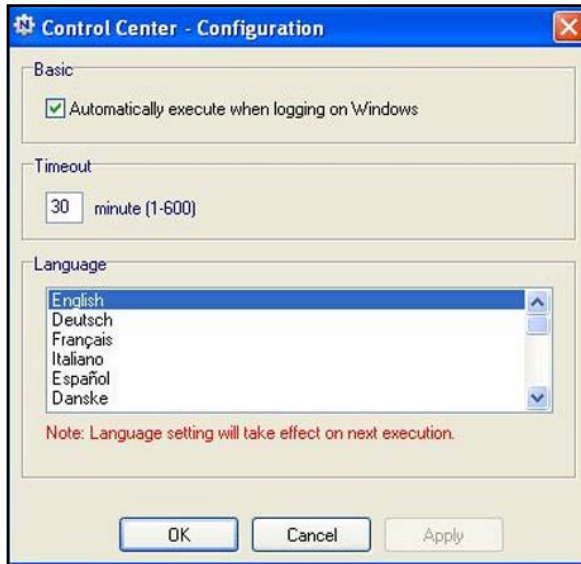 Control Center - Configuration
Basic
Automatically execute when logging on Windows
Timeout
30 minute (1-600)
Language
English
Deutsch
Français
Italiano
Español
Danske
Note: Language setting will take effect on next execution.
OK Cancel Apply